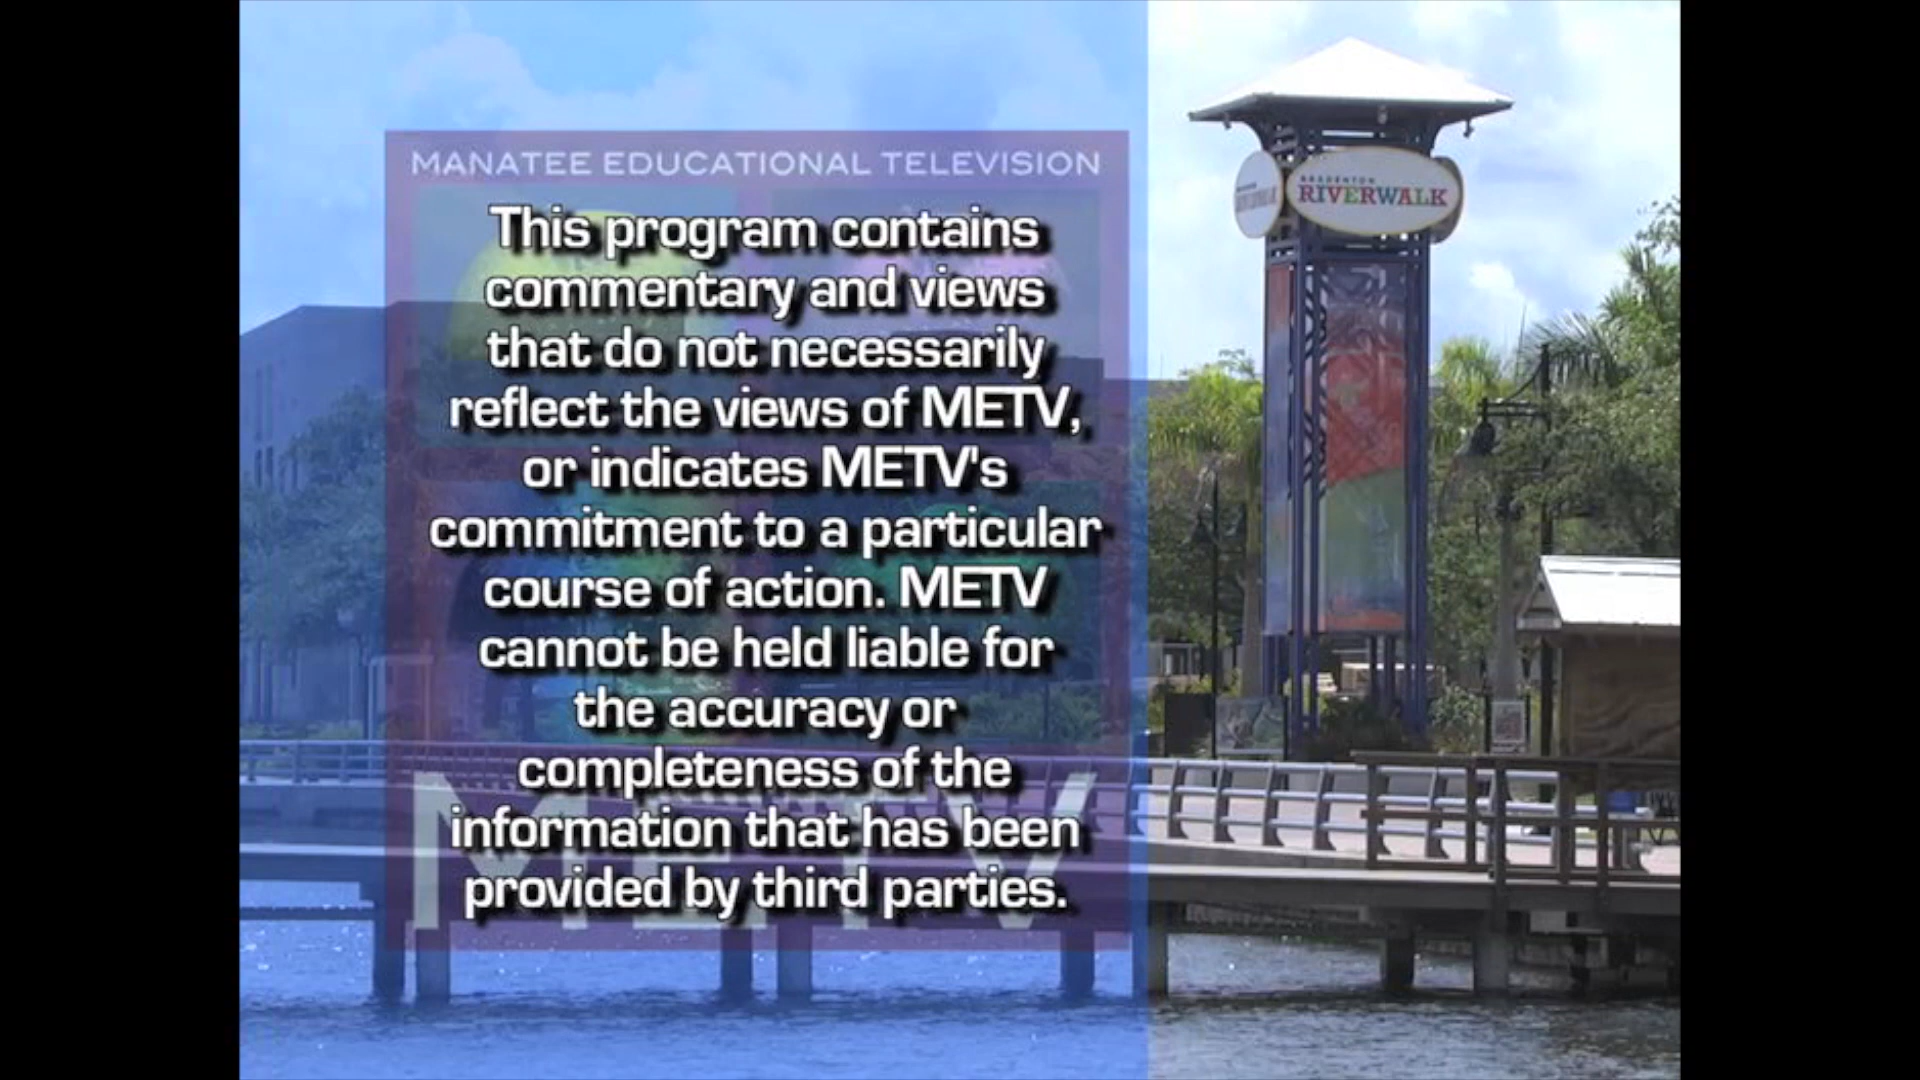 MANATEE EDUCATIONAL TELEVISION
This program contains
commentary and views
that do not necessarily
reflect the views of METV,
or indicates METV's
commitment to a particular
course of action. METV
cannot be held liable for
the accuracy or
completeness of the
information that has been
provided by third parties.
METV
BRADENTON
RIVERWALK